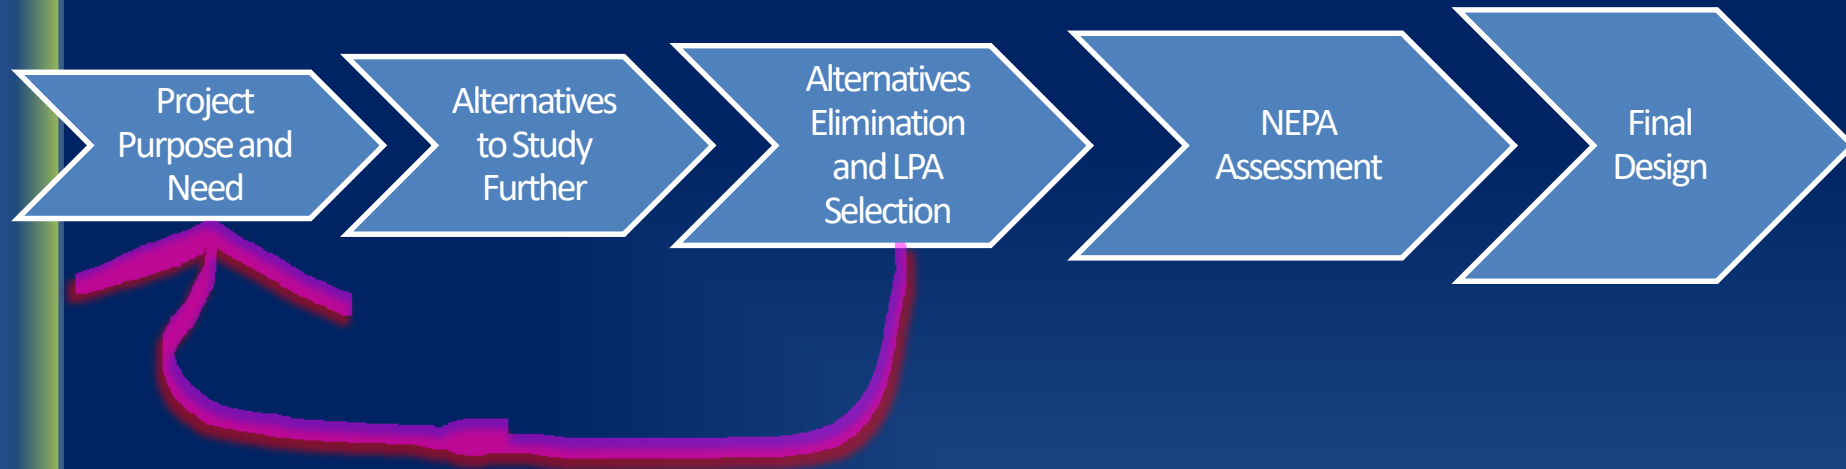 Project
Purpose and
Need
Alternatives
to Study
Further
Alternatives
Elimination
and LPA
Selection
NEPA
Assessment
Final
Design